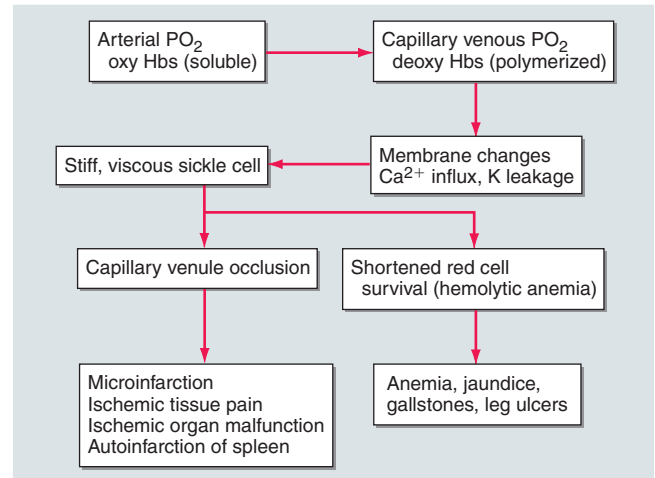 Arterial PO₂
oxy Hbs (soluble)
Capillary venous PO₂
deoxy Hbs (polymerized)
Membrane changes
Ca²⁺ influx, K leakage
Stiff, viscous sickle cell
Capillary venule occlusion
Shortened red cell
survival (hemolytic anemia)
Microinfarction
Ischemic tissue pain
Ischemic organ malfunction
Autoinfarction of spleen
Anemia, jaundice,
gallstones, leg ulcers